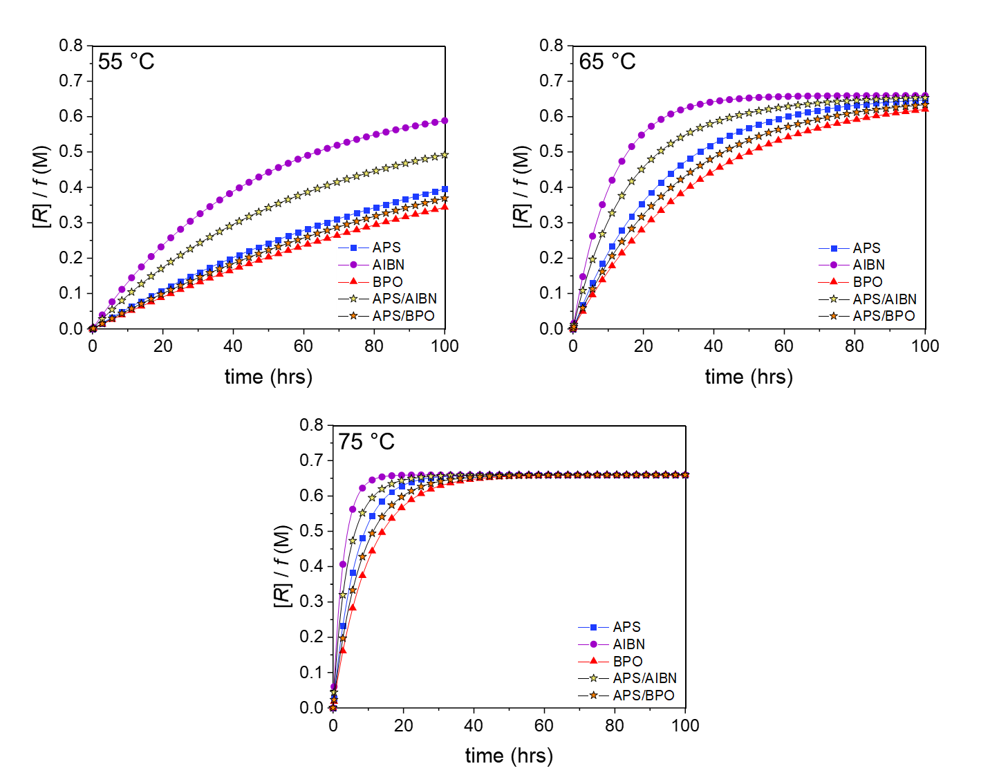 55 °C
0.8
0.7
0.6
0.5
0.4
0.3
0.2
0.1
0.0
[R] / f (M)
APS
AIBN
BPO
APS/AIBN
APS/BPO
0 20 40 60 80 100
time (hrs)
65 °C
0.8
0.7
0.6
0.5
0.4
0.3
0.2
0.1
0.0
[R] / f (M)
APS
AIBN
BPO
APS/AIBN
APS/BPO
0 20 40 60 80 100
time (hrs)
75 °C
0.8
0.7
0.6
0.5
0.4
0.3
0.2
0.1
0.0
[R] / f (M)
APS
AIBN
BPO
APS/AIBN
APS/BPO
0 20 40 60 80 100
time (hrs)